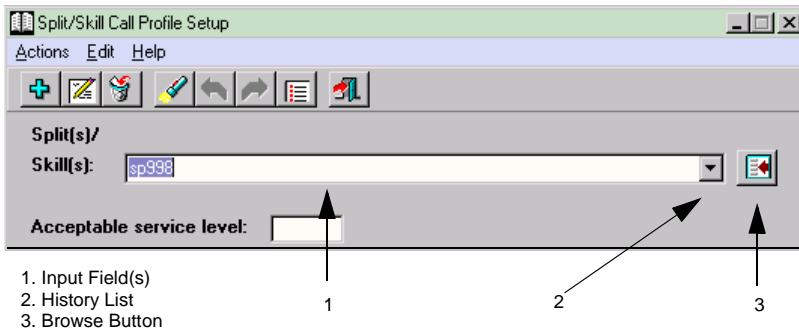 Split/Skill Call Profile Setup
Actions Edit Help
Split(s)/
Skill(s): sp998
Acceptable service level:
1. Input Field(s)
2. History List
3. Browse Button
1 2 3